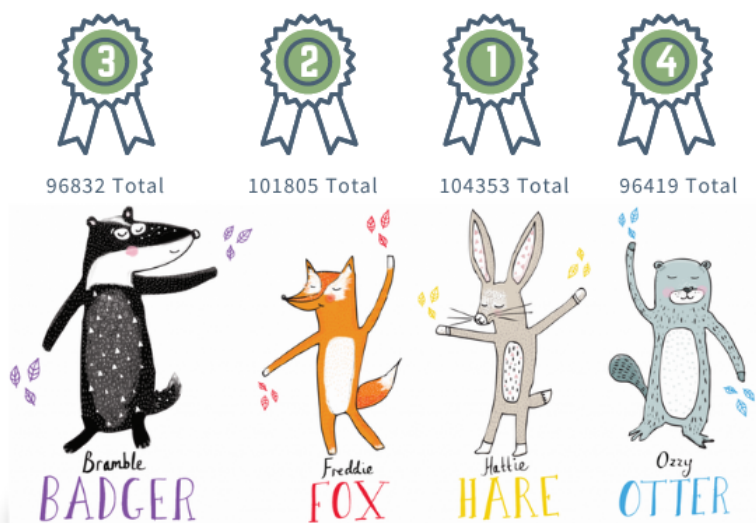 3
2
1
4
96832 Total
101805 Total
104353 Total
96419 Total
Bramble
BADGER
Freddie
FOX
Hattie
HARE
Ozzy
OTTER